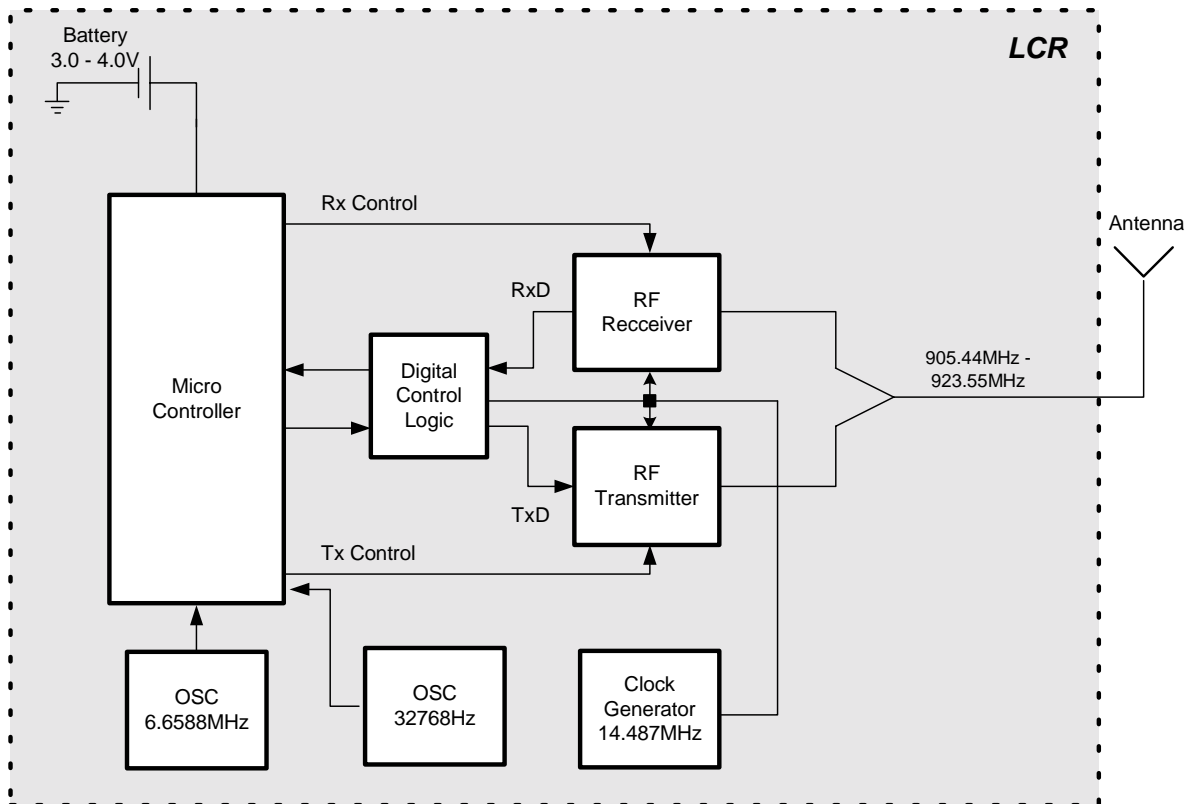 Battery
3.0 - 4.0V
LCR
Rx Control
Antenna
RxD
RF
Recceiver
905.44MHz -
923.55MHz
Micro
Controller
Digital
Control
Logic
RF
Transmitter
TxD
Tx Control
OSC
6.6588MHz
OSC
32768Hz
Clock
Generator
14.487MHz